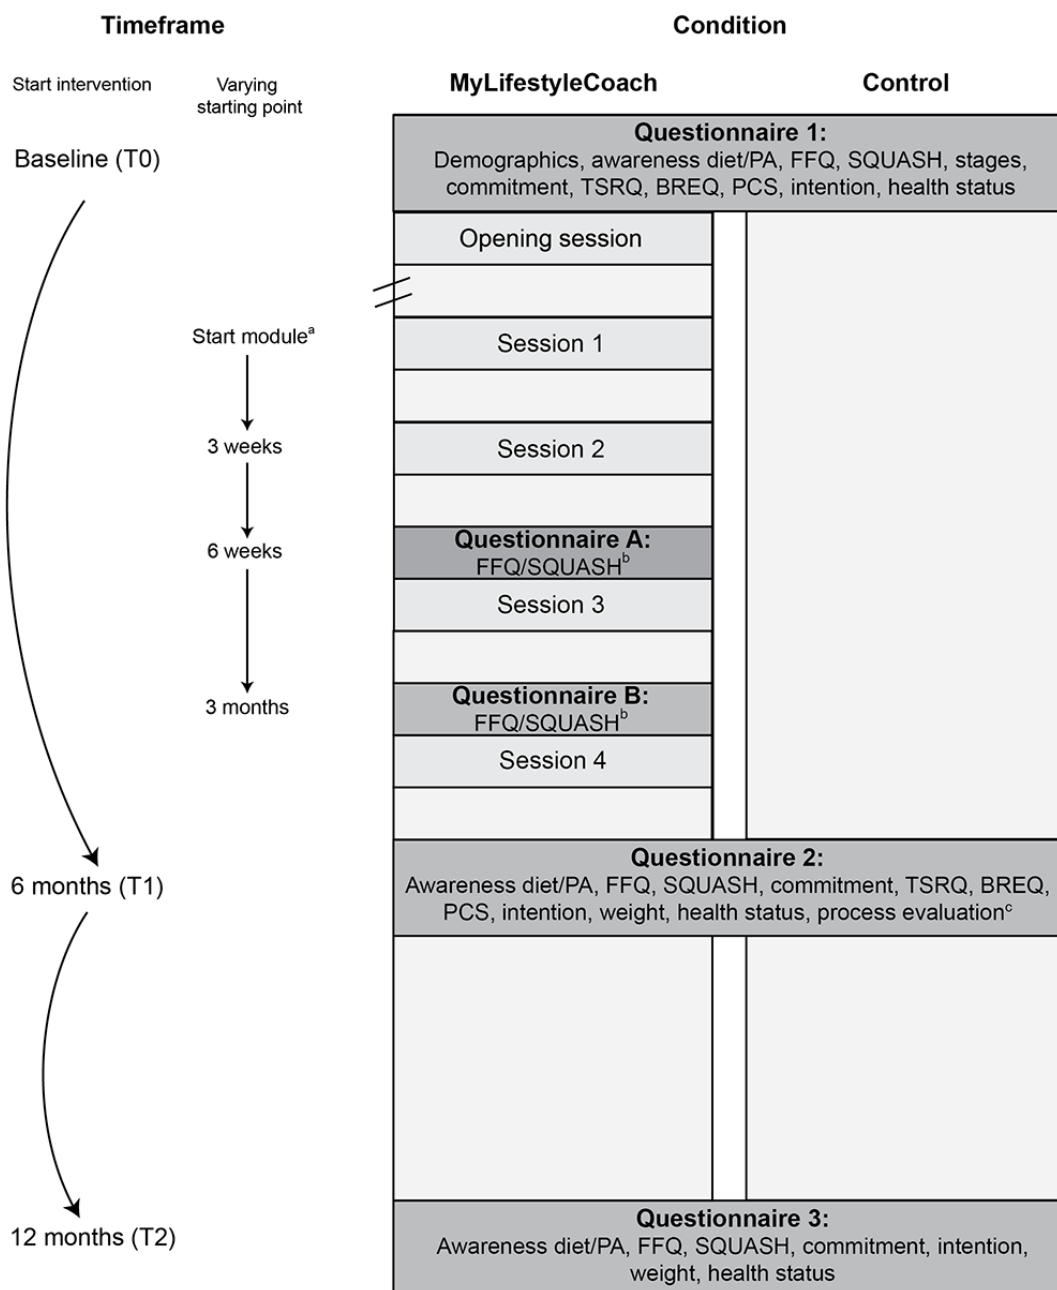 Timeframe
Condition
Start intervention
Varying
starting point
MyLifestyleCoach
Control
Baseline (T0)
Questionnaire 1:
Demographics, awareness diet/PA, FFQ, SQUASH, stages,
commitment, TSRQ, BREQ, PCS, intention, health status
Opening session
Start moduleᵃ
Session 1
3 weeks
Session 2
6 weeks
Questionnaire A:
FFQ/SQUASHᵇ
Session 3
3 months
Questionnaire B:
FFQ/SQUASHᵇ
Session 4
6 months (T1)
Questionnaire 2:
Awareness diet/PA, FFQ, SQUASH, commitment, TSRQ, BREQ,
PCS, intention, weight, health status, process evaluationᶜ
12 months (T2)
Questionnaire 3:
Awareness diet/PA, FFQ, SQUASH, commitment, intention,
weight, health status